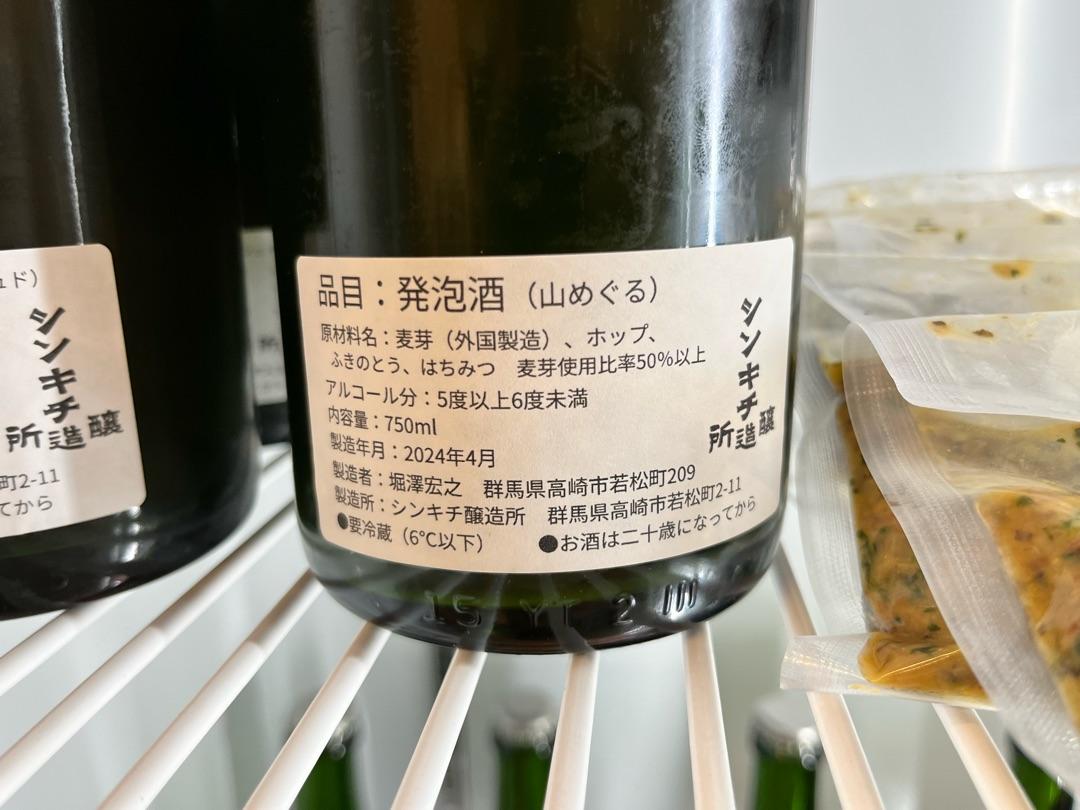 品目：発泡酒（山めぐる）
原材料名：麦芽（外国製造）、ホップ、
ふきのとう、はちみつ　麦芽使用比率50%以上
アルコール分：5度以上6度未満
内容量：750ml
製造年月：2024年4月
製造者：堀澤宏之　群馬県高崎市若松町209
製造所：シンキチ醸造所　群馬県高崎市若松町2-11
●要冷蔵（6℃以下）　●お酒は二十歳になってから
シンキチ
醸造所
15 YT 2
ュド）
シンキチ
醸造所
町2-11
てから